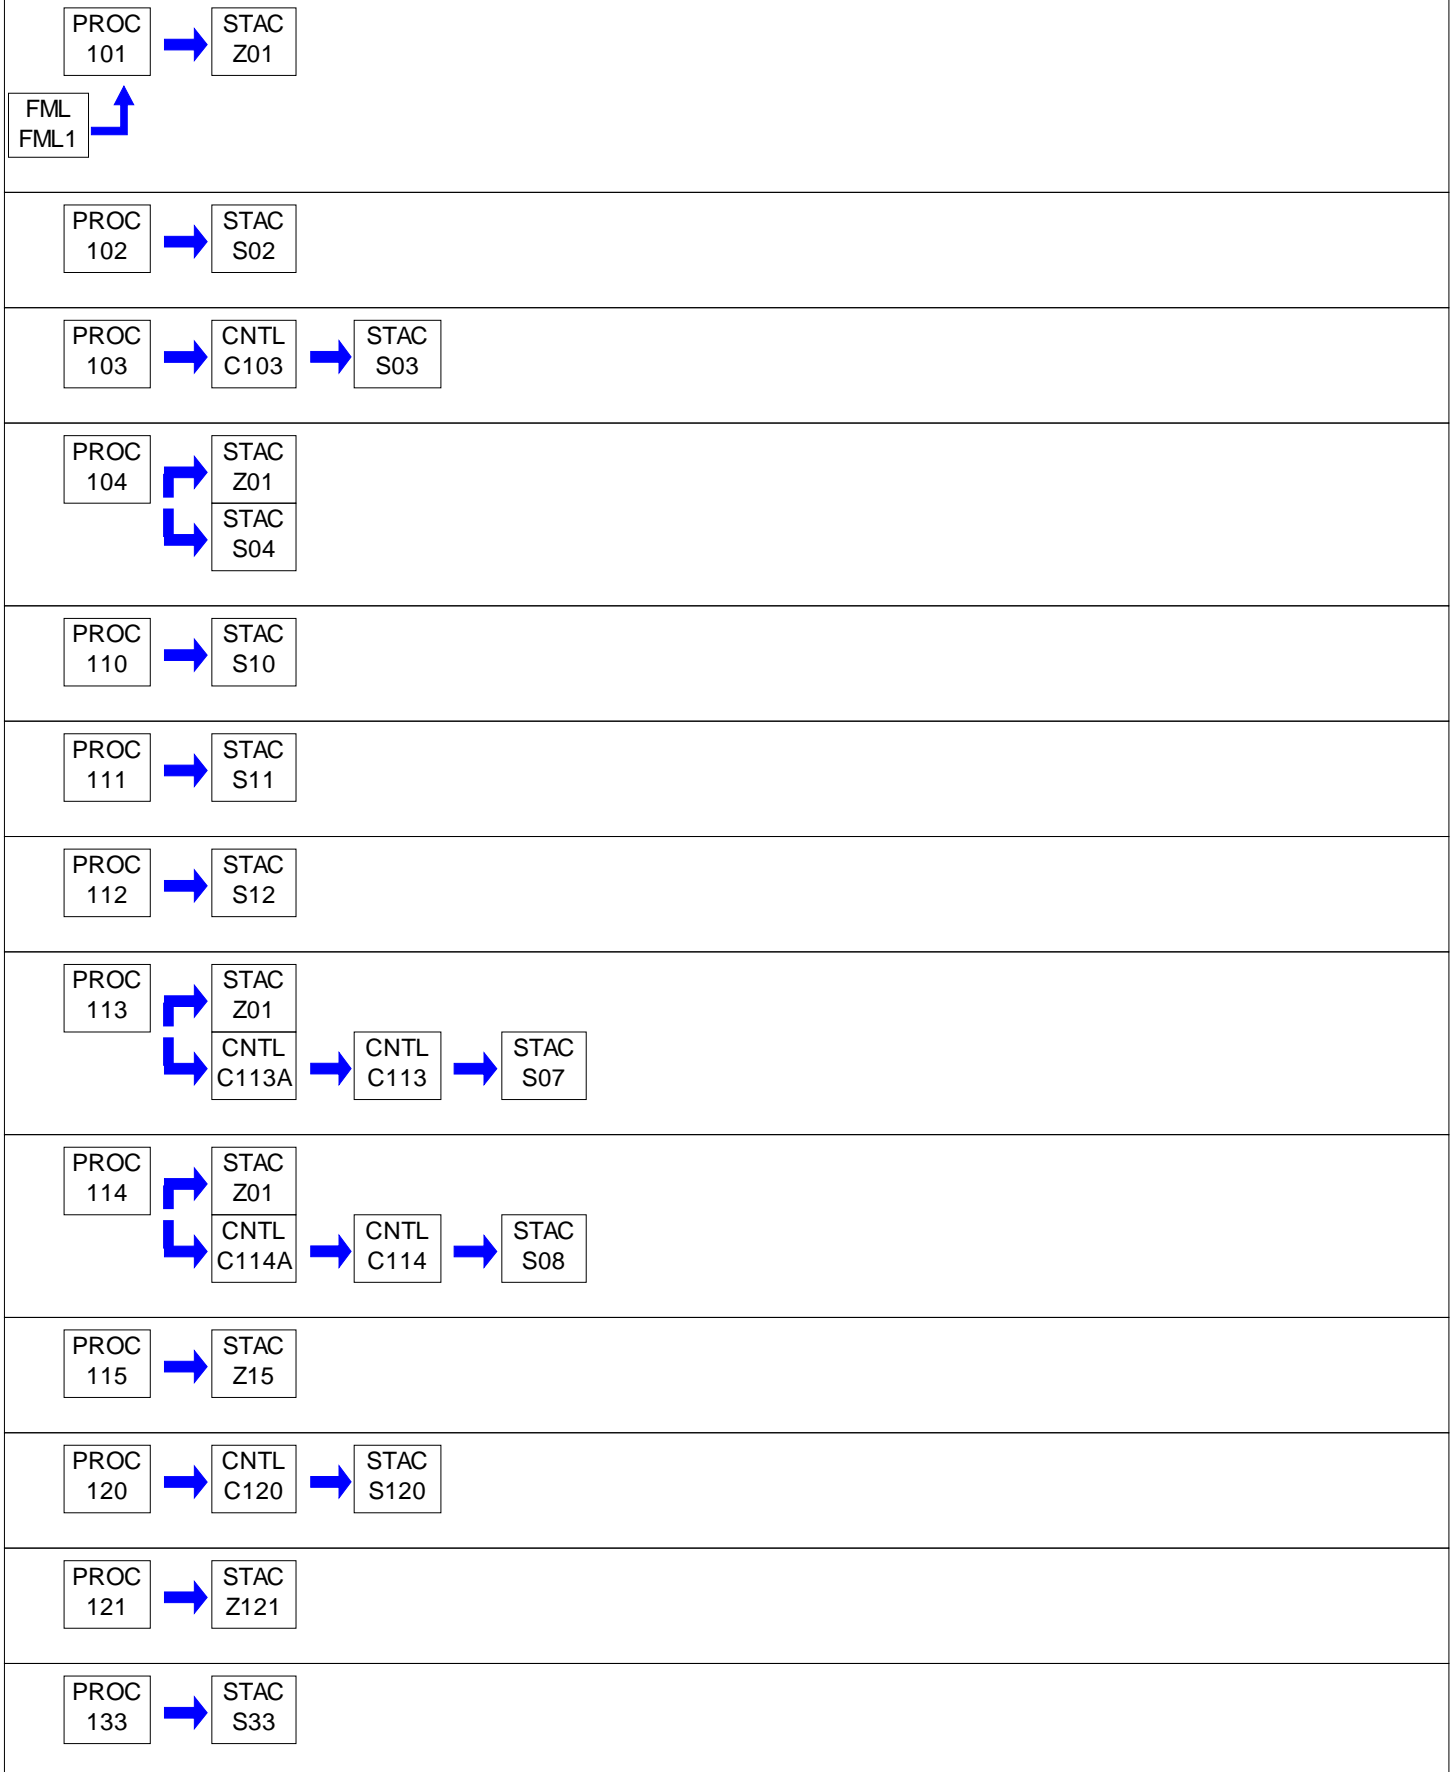 PROC
101
STAC
Z01
FML
FML1
PROC
102
STAC
S02
PROC
103
CNTL
C103
STAC
S03
PROC
104
STAC
Z01
STAC
S04
PROC
110
STAC
S10
PROC
111
STAC
S11
PROC
112
STAC
S12
PROC
113
STAC
Z01
CNTL
C113A
CNTL
C113
STAC
S07
PROC
114
STAC
Z01
CNTL
C114A
CNTL
C114
STAC
S08
PROC
115
STAC
Z15
PROC
120
CNTL
C120
STAC
S120
PROC
121
STAC
Z121
PROC
133
STAC
S33